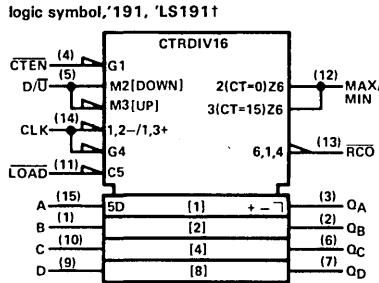 logic symbol,'191, 'LS191†
CTRDIV16
CTEN (4) G1
D/U (5) M2[DOWN] 2(CT=0)Z6 (12) MAX/
M3[UP] 3(CT=15)Z6 MIN
CLK (14) 1,2−/1,3+
G4 6,1,4 (13) RCO
LOAD (11) C5
A (15) 5D [1] + − ㄱ (3) QA
B (1) [2] (2) QB
C (10) [4] (6) QC
D (9) [8] (7) QD